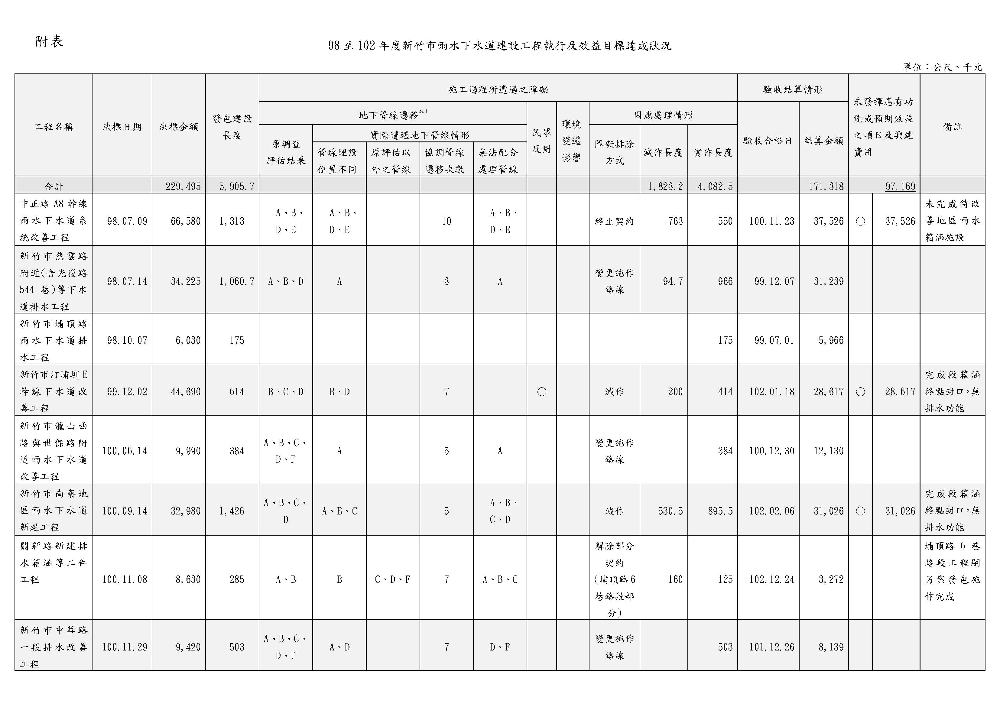 附表
98 至 102 年度新竹市雨水下水道建設工程執行及效益目標達成狀況
單位：公尺、千元
工程名稱 決標日期 決標金額 發包建設長度 施工過程所遭遇之障礙 驗收結算情形 未發揮應有功能或預期效益之項目及興建費用 備註
地下管線遷移註1 民眾反對 環境變遷影響 因應處理情形 驗收合格日 結算金額
原調查評估結果 實際遭遇地下管線情形 障礙排除方式 減作長度 實作長度
管線埋設位置不同 原評估以外之管線 協調管線遷移次數 無法配合處理管線
合計 229,495 5,905.7 1,823.2 4,082.5 171,318 97,169
中正路 A8 幹線雨水下水道系統改善工程 98.07.09 66,580 1,313 A、B、D、E A、B、D、E 10 A、B、D、E 終止契約 763 550 100.11.23 37,526 ○ 37,526 未完成待改善地區雨水箱涵施設
新竹市慈雲路附近(含光復路 544 巷)等下水道排水工程 98.07.14 34,225 1,060.7 A、B、D A 3 A 變更施作路線 94.7 966 99.12.07 31,239
新竹市埔頂路雨水下水道排水工程 98.10.07 6,030 175 175 99.07.01 5,966
新竹市汀埔圳 E 幹線下水道改善工程 99.12.02 44,690 614 B、C、D B、D 7 ○ 減作 200 414 102.01.18 28,617 ○ 28,617 完成段箱涵終點封口，無排水功能
新竹市龍山西路與世傑路附近雨水下水道改善工程 100.06.14 9,990 384 A、B、C、D、F A 5 A 變更施作路線 384 100.12.30 12,130
新竹市南寮地區雨水下水道新建工程 100.09.14 32,980 1,426 A、B、C、D A、B、C 5 A、B、C、D 減作 530.5 895.5 102.02.06 31,026 ○ 31,026 完成段箱涵終點封口，無排水功能
關新路新建排水箱涵等二件工程 100.11.08 8,630 285 A、B B C、D、F 7 A、B、C 解除部分契約(埔頂路 6 巷路段部分) 160 125 102.12.24 3,272 埔頂路 6 巷路段工程嗣另案發包施作完成
新竹市中華路一段排水改善工程 100.11.29 9,420 503 A、B、C、D、F A、D 7 D、F 變更施作路線 503 101.12.26 8,139